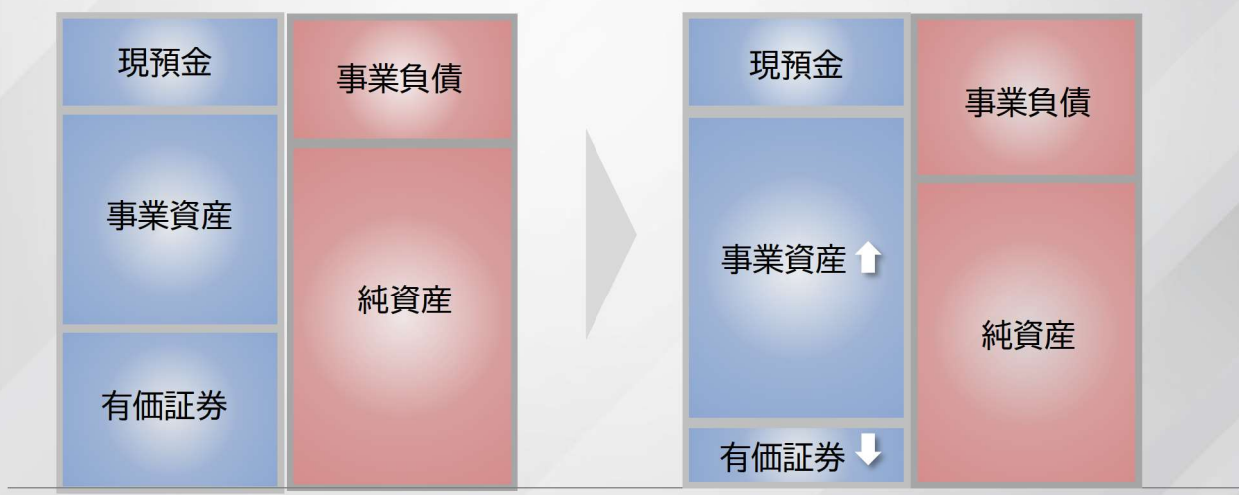 現預金
事業資産
有価証券
事業負債
純資産
現預金
事業資産
有価証券
事業負債
純資産